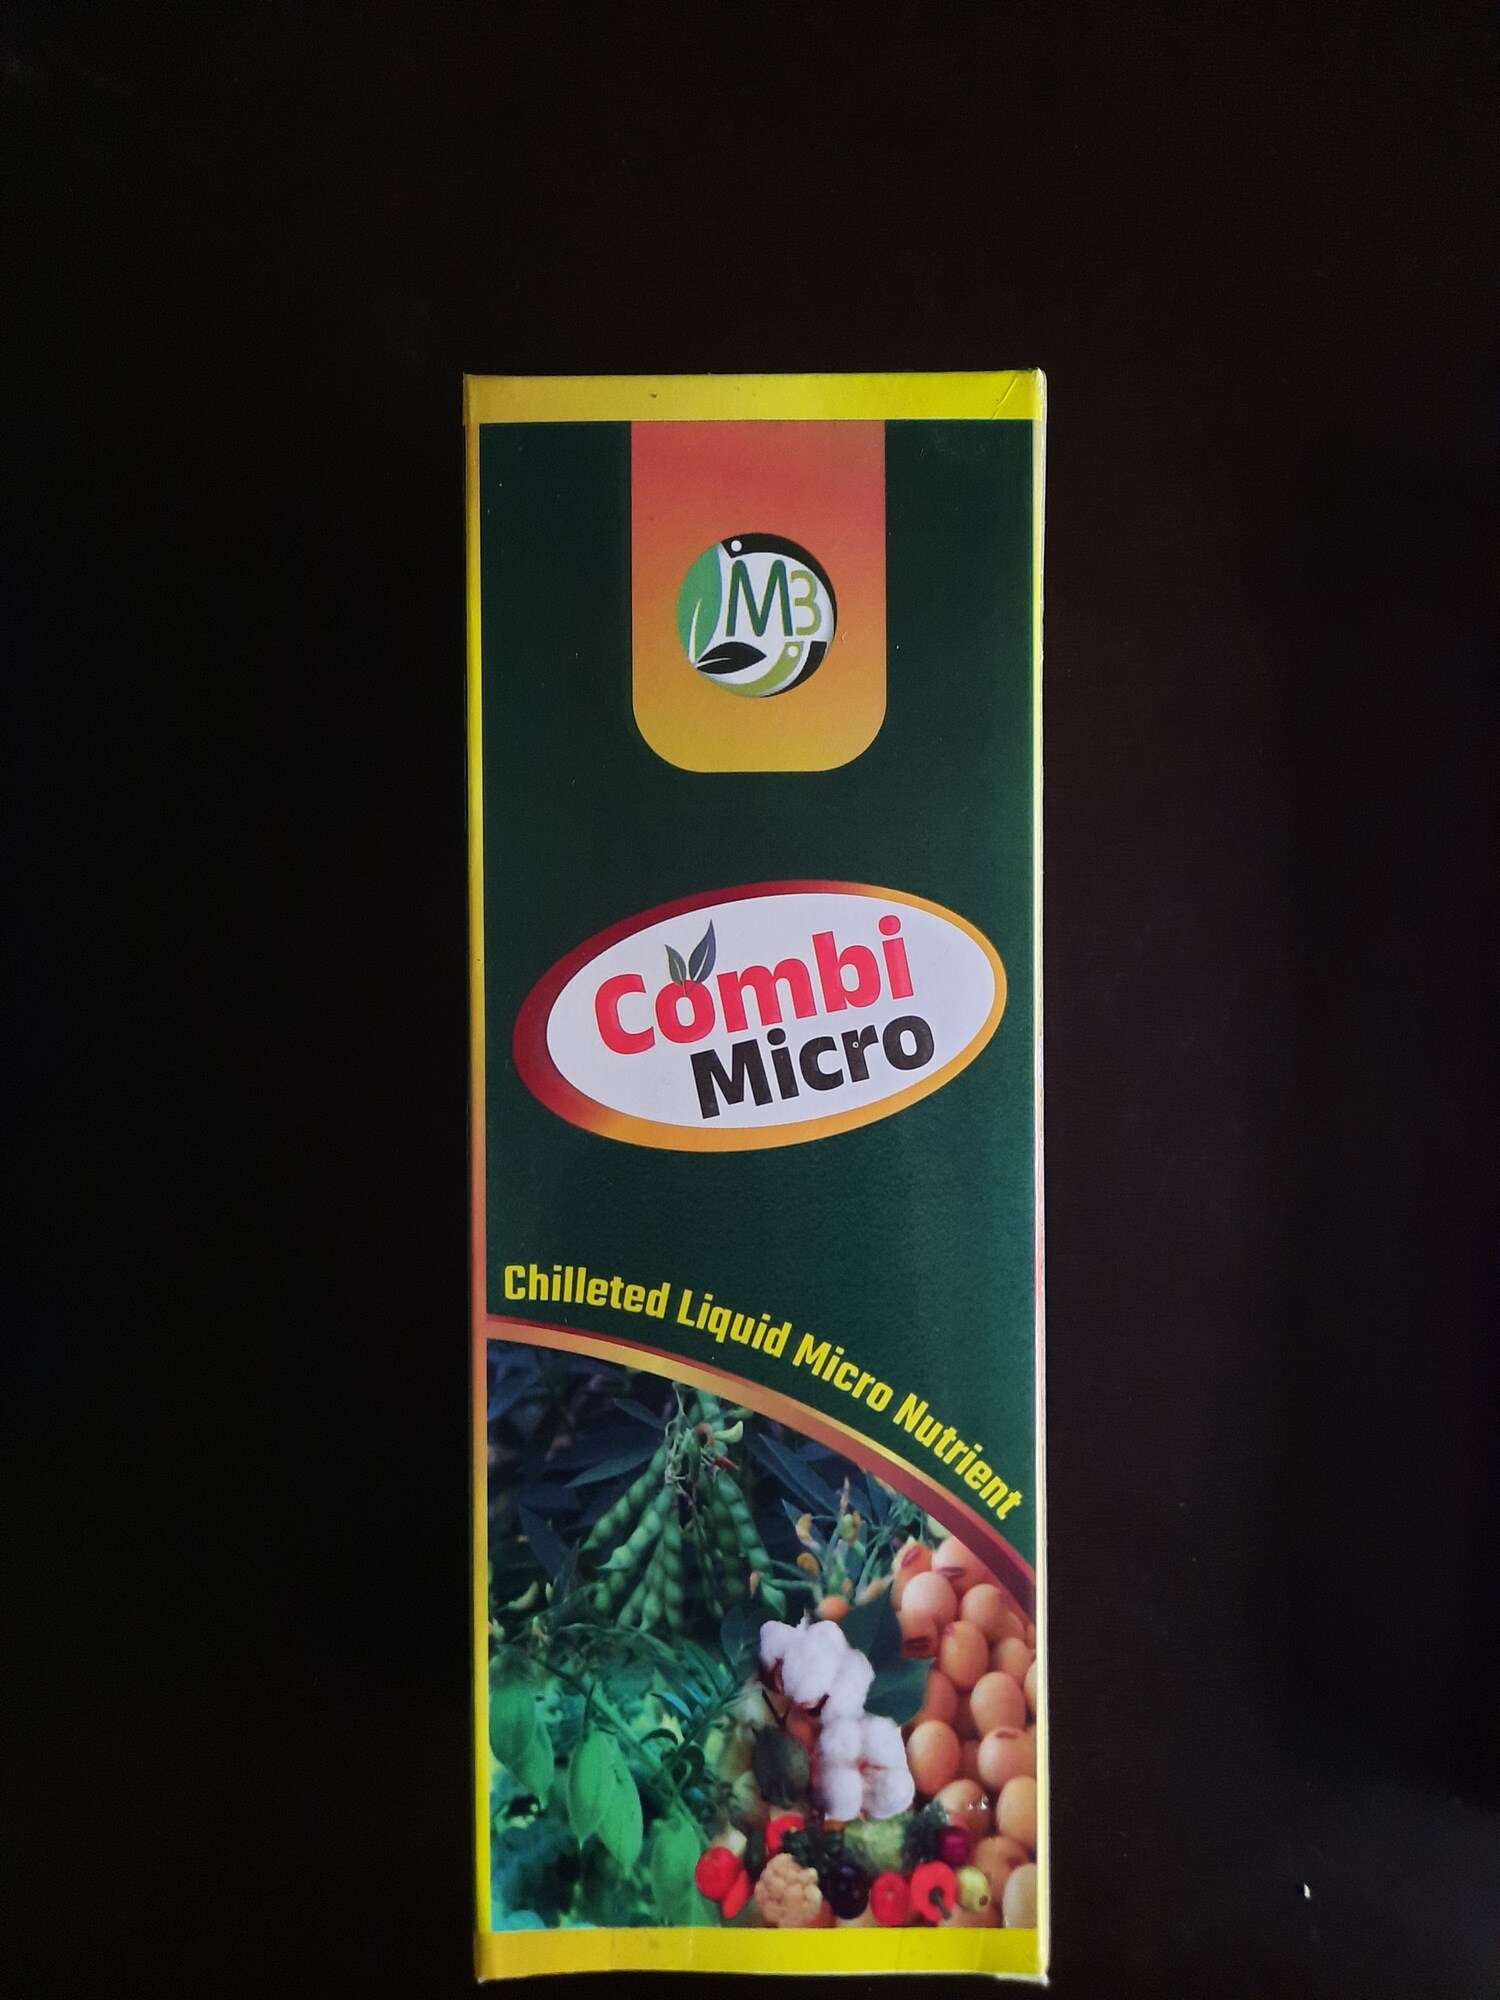 M3
Combi
Micro
Chilleted Liquid Micro Nutrient